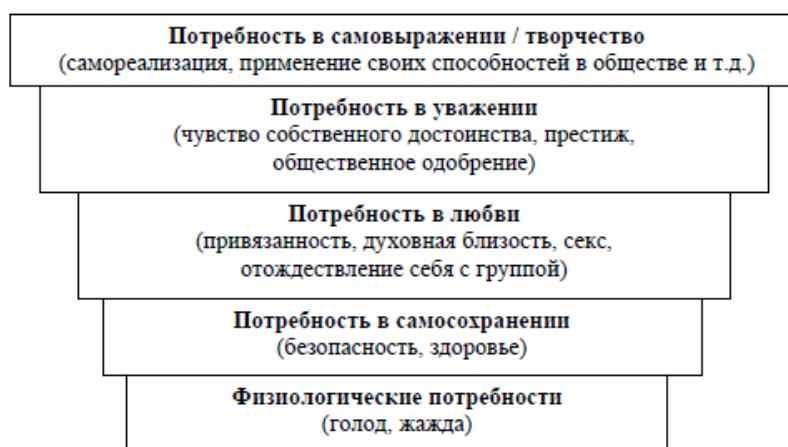 Потребность в самовыражении / творчество
(самореализация, применение своих способностей в обществе и т.д.)
Потребность в уважении
(чувство собственного достоинства, престиж,
общественное одобрение)
Потребность в любви
(привязанность, духовная близость, секс,
отождествление себя с группой)
Потребность в самосохранении
(безопасность, здоровье)
Физиологические потребности
(голод, жажда)